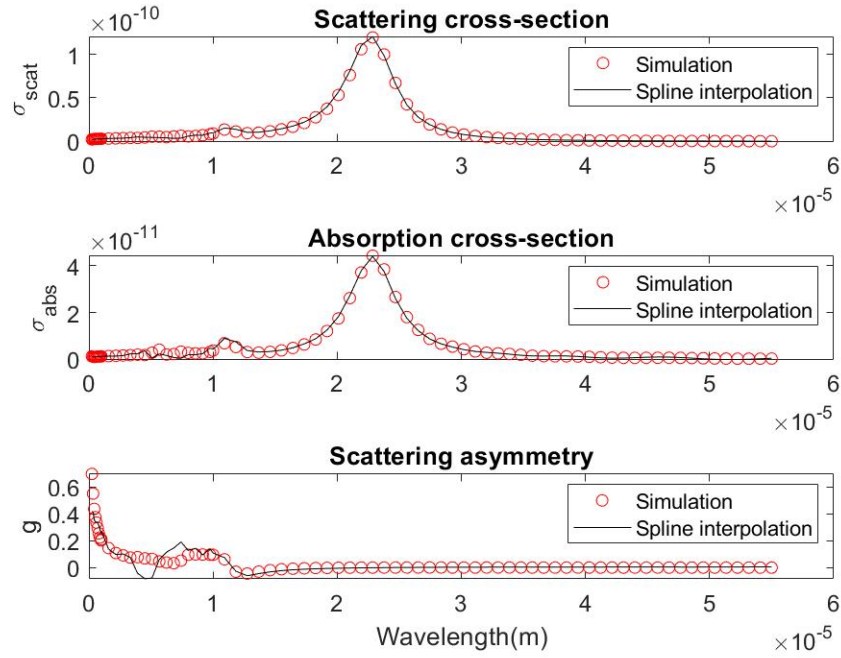 ×10⁻¹⁰
Scattering cross-section
σ_scat
1
0.5
0
Simulation
Spline interpolation
0 1 2 3 4 5 6
×10⁻⁵
×10⁻¹¹
Absorption cross-section
σ_abs
4
2
0
Simulation
Spline interpolation
0 1 2 3 4 5 6
×10⁻⁵
Scattering asymmetry
g
0.6
0.4
0.2
0
Simulation
Spline interpolation
0 1 2 3 4 5 6
Wavelength(m)
×10⁻⁵